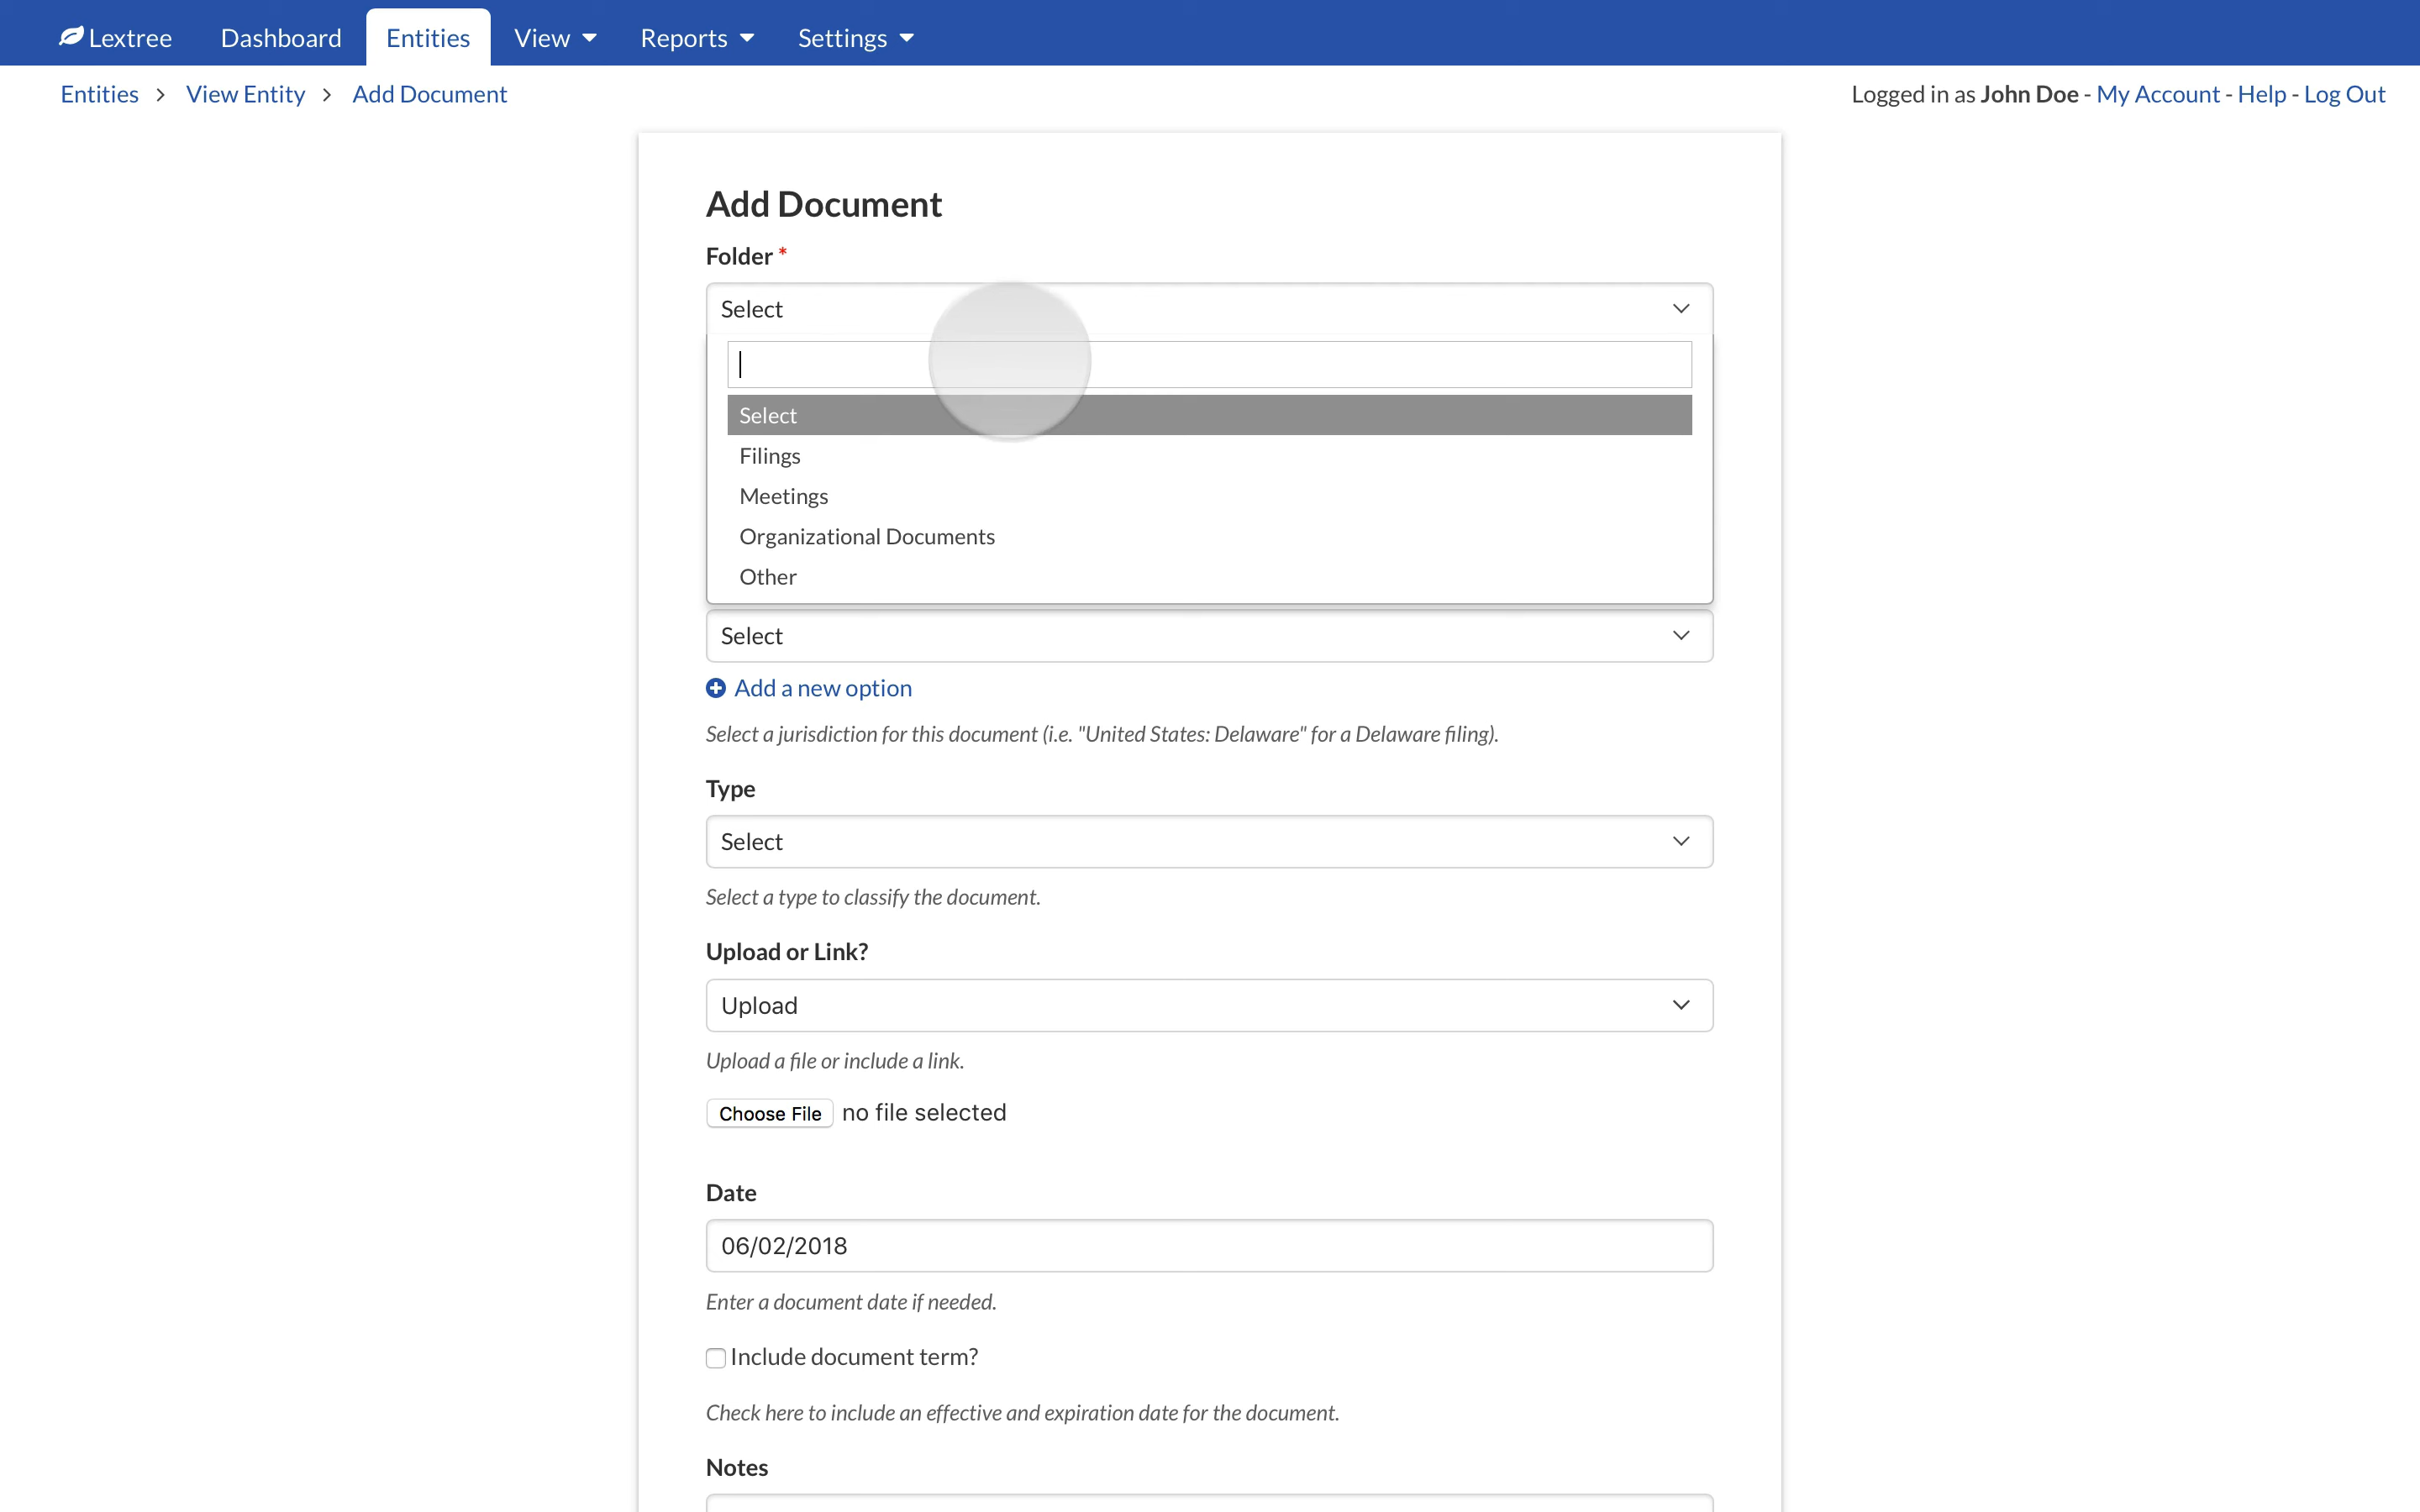 Lextree Dashboard Entities View Reports Settings
Entities > View Entity > Add Document Logged in as John Doe - My Account - Help - Log Out
Add Document
Folder *
Select
Select
Filings
Meetings
Organizational Documents
Other
Select
Add a new option
Select a jurisdiction for this document (i.e. "United States: Delaware" for a Delaware filing).
Type
Select
Select a type to classify the document.
Upload or Link?
Upload
Upload a file or include a link.
Choose File no file selected
Date
06/02/2018
Enter a document date if needed.
Include document term?
Check here to include an effective and expiration date for the document.
Notes